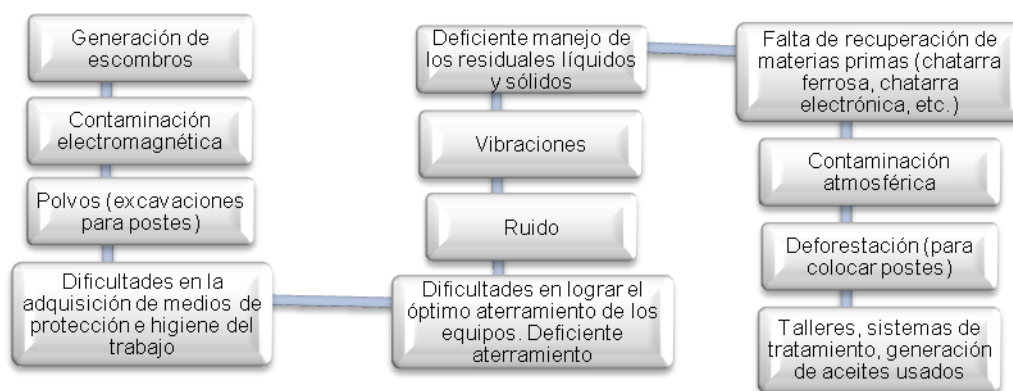 Generación de
escombros
Contaminación
electromagnética
Polvos (excavaciones
para postes)
Dificultades en la
adquisición de medios de
protección e higiene del
trabajo
Dificultades en lograr el
óptimo aterramiento de los
equipos. Deficiente
aterramiento
Ruido
Vibraciones
Deficiente manejo de
los residuales líquidos
y sólidos
Falta de recuperación de
materias primas (chatarra
ferrosa, chatarra
electrónica, etc.)
Contaminación
atmosférica
Deforestación (para
colocar postes)
Talleres, sistemas de
tratamiento, generación
de aceites usados